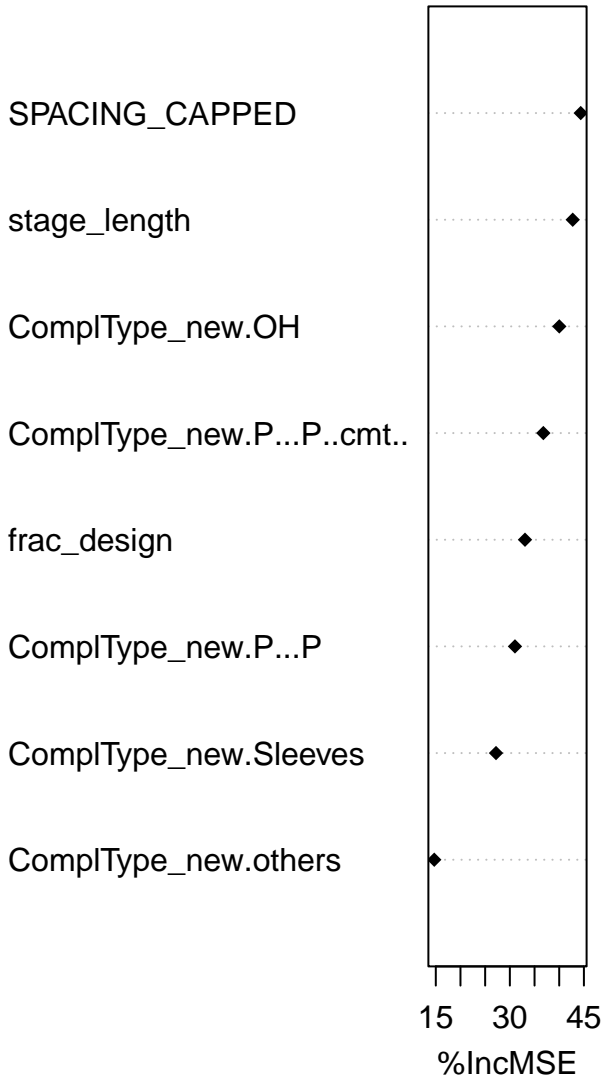 SPACING_CAPPED
stage_length
ComplType_new.OH
ComplType_new.P...P..cmt..
frac_design
ComplType_new.P...P
ComplType_new.Sleeves
ComplType_new.others
15 30 45
%IncMSE